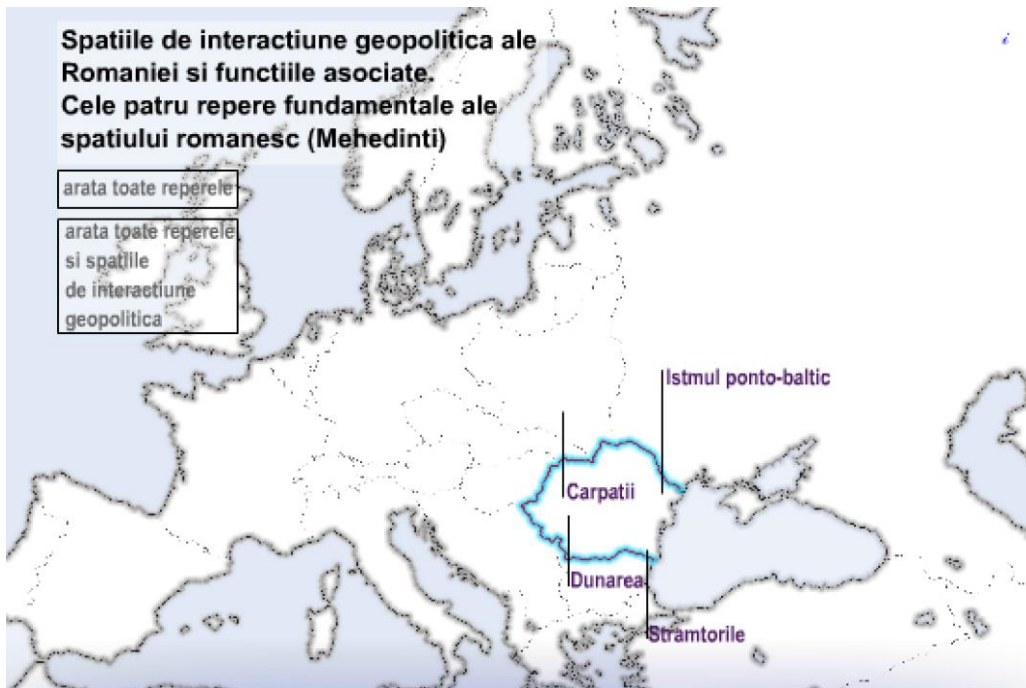 Spatiile de interactiune geopolitica ale
Romaniei si functiile asociate.
Cele patru repere fundamentale ale
spatiului romanesc (Mehedinti)
i
arata toate reperele
arata toate reperele
si spatiile
de interactiune
geopolitica
Istmul ponto-baltic
Carpatii
Dunarea
Stramtorile